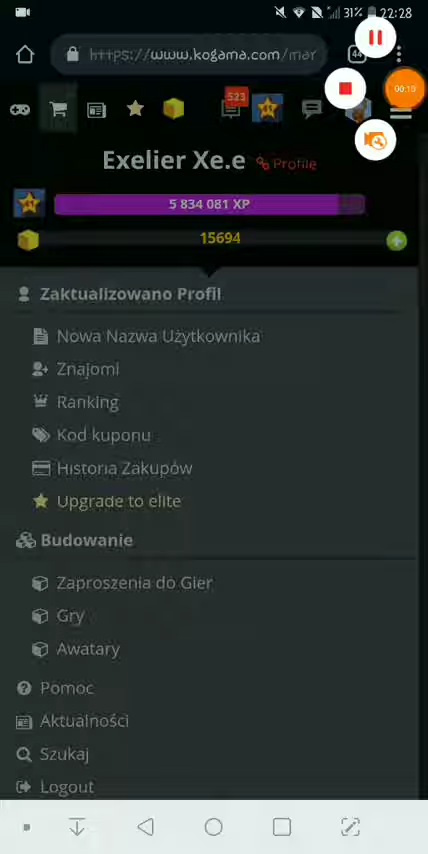 31% 22:28
https://www.kogama.com/mar
44
00:10
523
41
Exelier Xe.e Profile
5 834 081 XP
15694
Zaktualizowano Profil
Nowa Nazwa Użytkownika
Znajomi
Ranking
Kod kuponu
Historia Zakupów
Upgrade to elite
Budowanie
Zaproszenia do Gier
Gry
Awatary
Pomoc
Aktualności
Szukaj
Logout